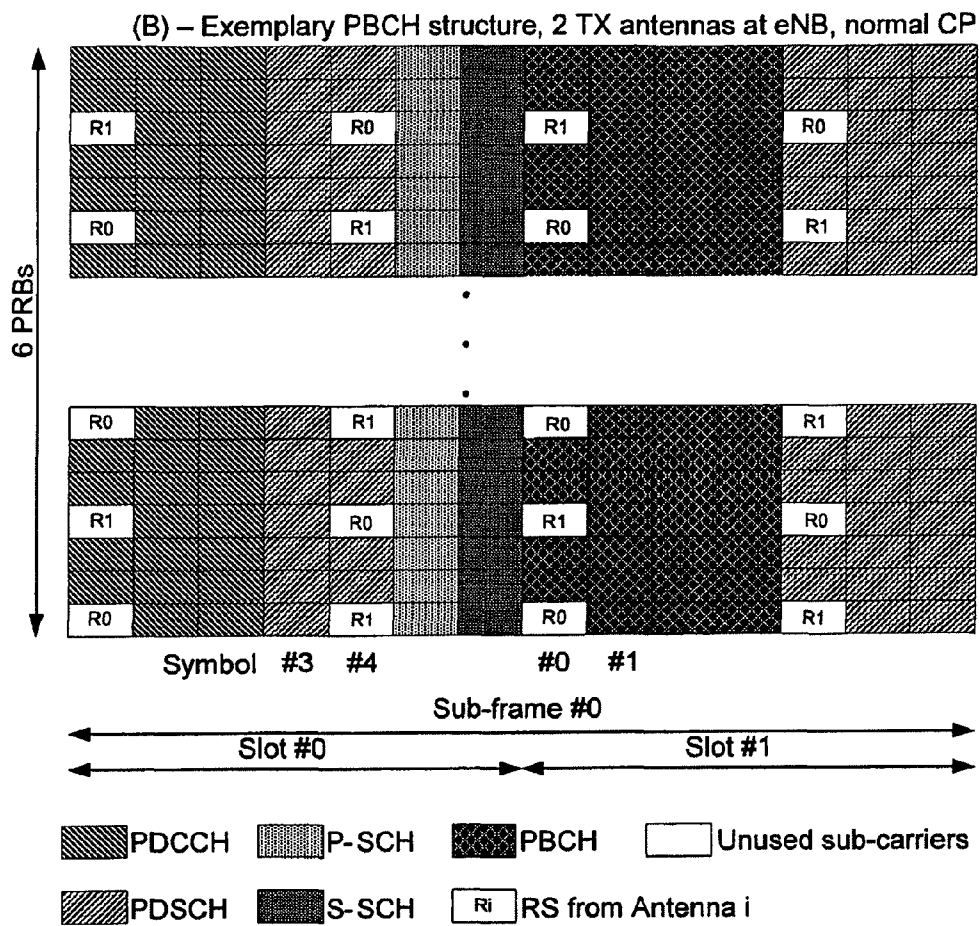 (B) – Exemplary PBCH structure, 2 TX antennas at eNB, normal CP
R1 R0 R1 R0
R0 R1 R0 R1
6 PRBs
R0 R1 R0 R1
R1 R0 R1 R0
R0 R1 R0 R1
Symbol #3 #4 #0 #1
Sub-frame #0
Slot #0 Slot #1
PDCCH P-SCH PBCH Unused sub-carriers
PDSCH S-SCH Ri RS from Antenna i